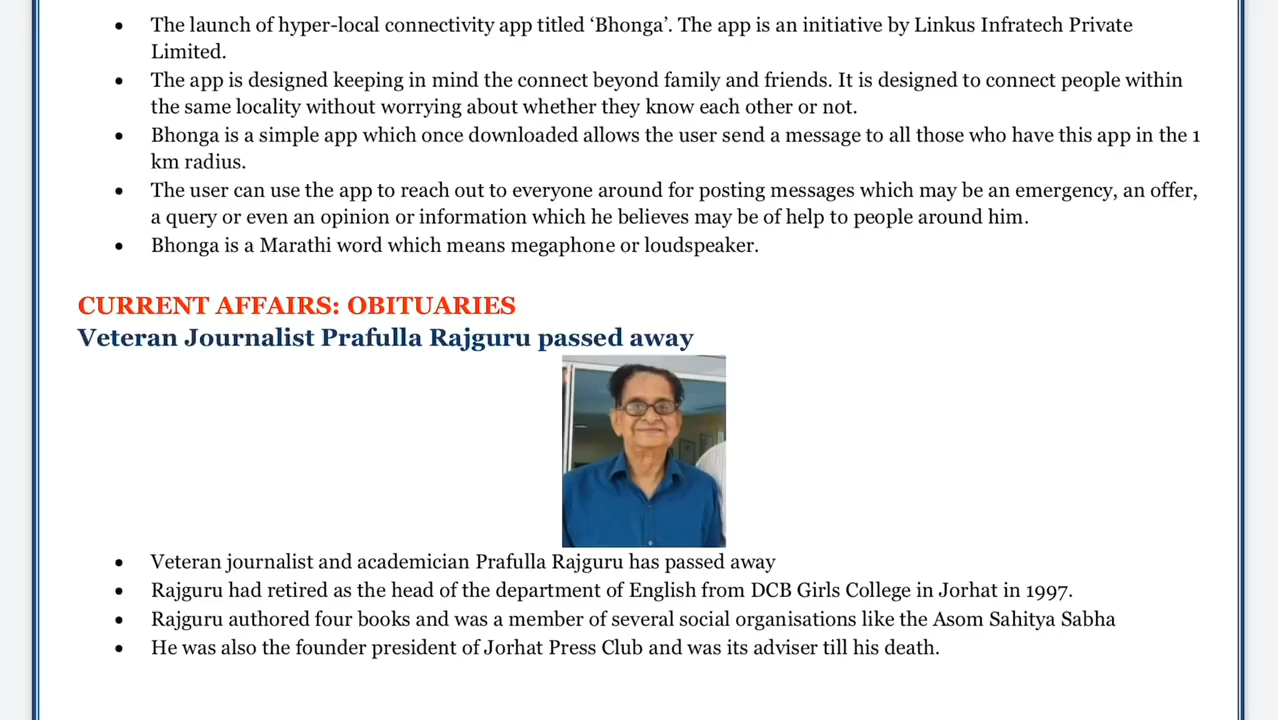 • The launch of hyper-local connectivity app titled ‘Bhonga’. The app is an initiative by Linkus Infratech Private
Limited.
• The app is designed keeping in mind the connect beyond family and friends. It is designed to connect people within
the same locality without worrying about whether they know each other or not.
• Bhonga is a simple app which once downloaded allows the user send a message to all those who have this app in the 1
km radius.
• The user can use the app to reach out to everyone around for posting messages which may be an emergency, an offer,
a query or even an opinion or information which he believes may be of help to people around him.
• Bhonga is a Marathi word which means megaphone or loudspeaker.
CURRENT AFFAIRS: OBITUARIES
Veteran Journalist Prafulla Rajguru passed away
• Veteran journalist and academician Prafulla Rajguru has passed away
• Rajguru had retired as the head of the department of English from DCB Girls College in Jorhat in 1997.
• Rajguru authored four books and was a member of several social organisations like the Asom Sahitya Sabha
• He was also the founder president of Jorhat Press Club and was its adviser till his death.